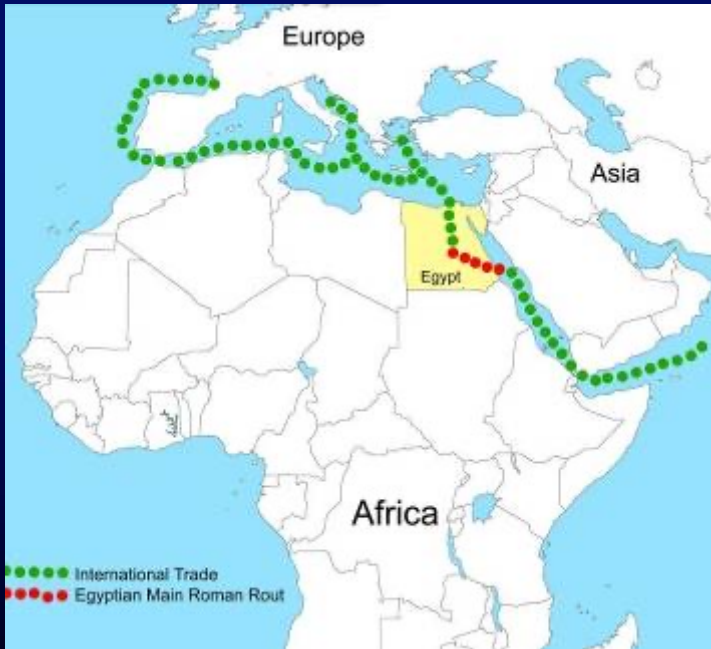 Europe
Asia
Egypt
Africa
International Trade
Egyptian Main Roman Rout